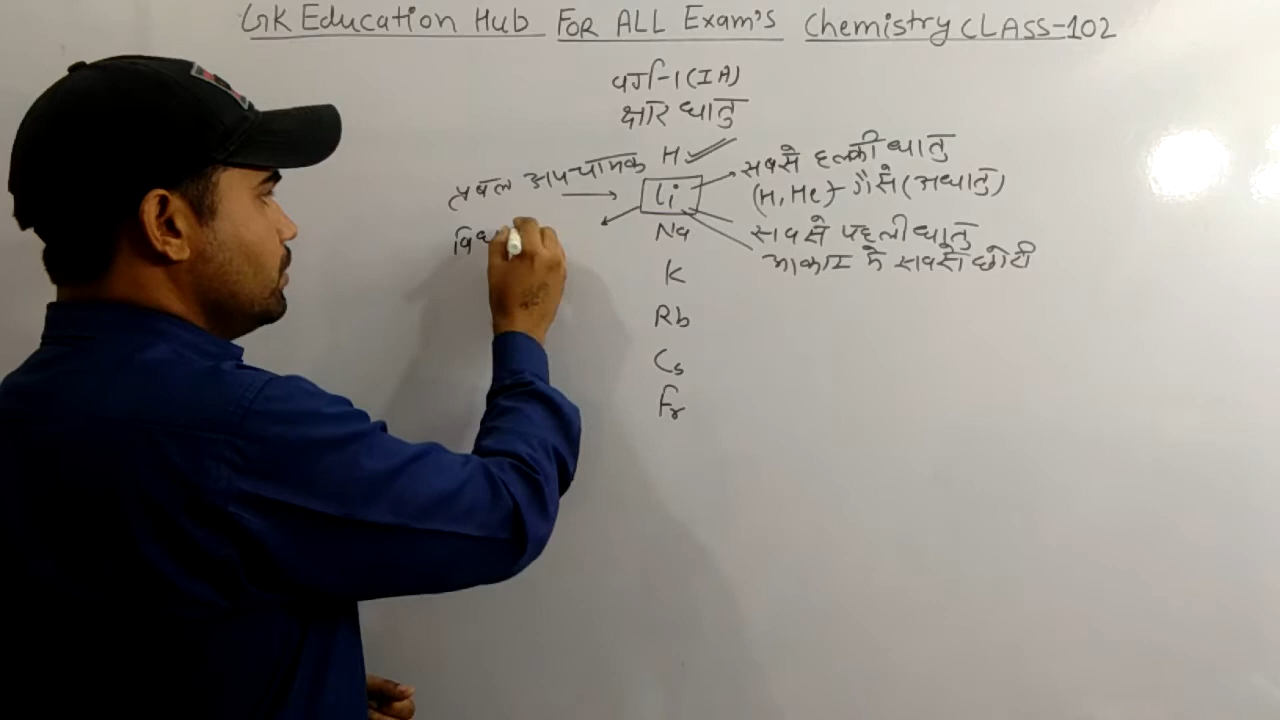 GK Education Hub FOR ALL Exam's Chemistry CLASS-102
वर्ग-1(IA)
क्षार धातु
प्रबल अपचायक
H
सबसे हल्की धातु
Li
(H, He)- गैसे (अधातु)
Na
सबसे पहली धातु
आकार मे सबसे छोटी
K
Rb
Cs
Fr